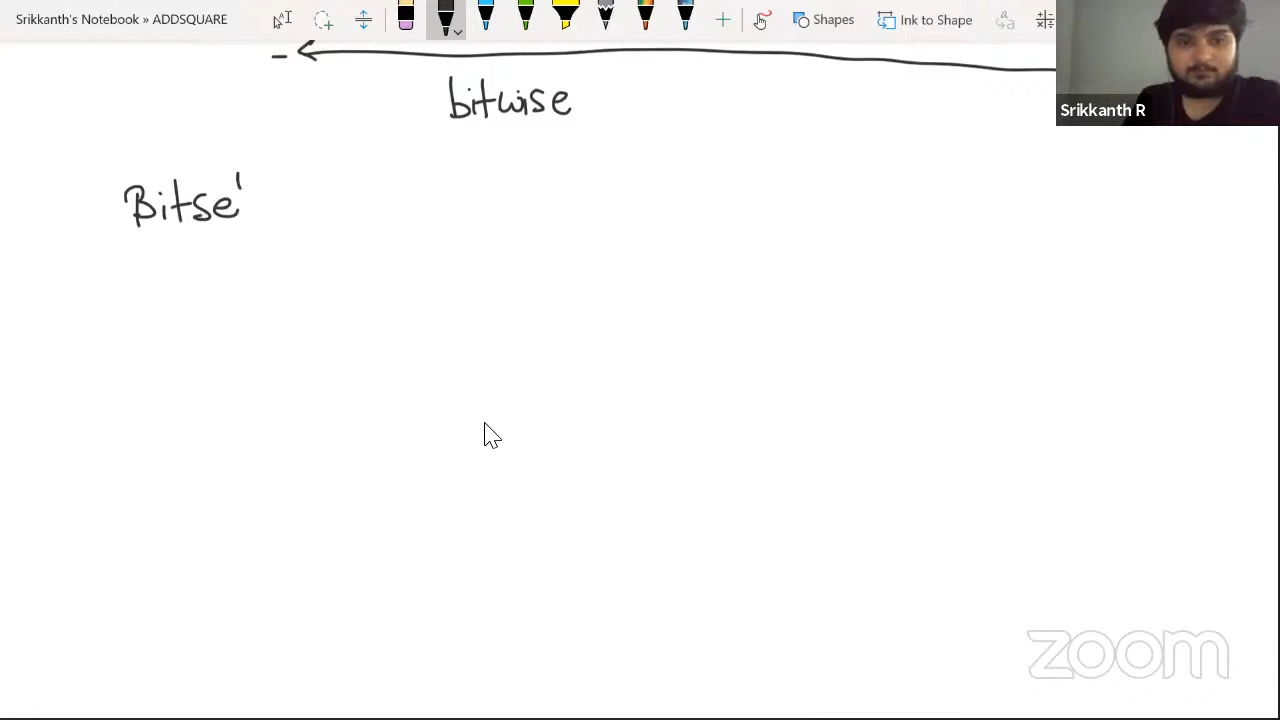 Srikkanth's Notebook » ADDSQUARE
Shapes
Ink to Shape
Srikkanth R
bitwise
Bitse'
zoom